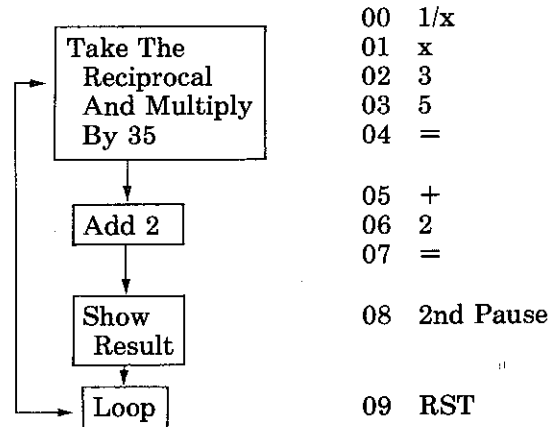 Take The
Reciprocal
And Multiply
By 35
Add 2
Show
Result
Loop
00 1/x
01 x
02 3
03 5
04 =
05 +
06 2
07 =
08 2nd Pause
09 RST